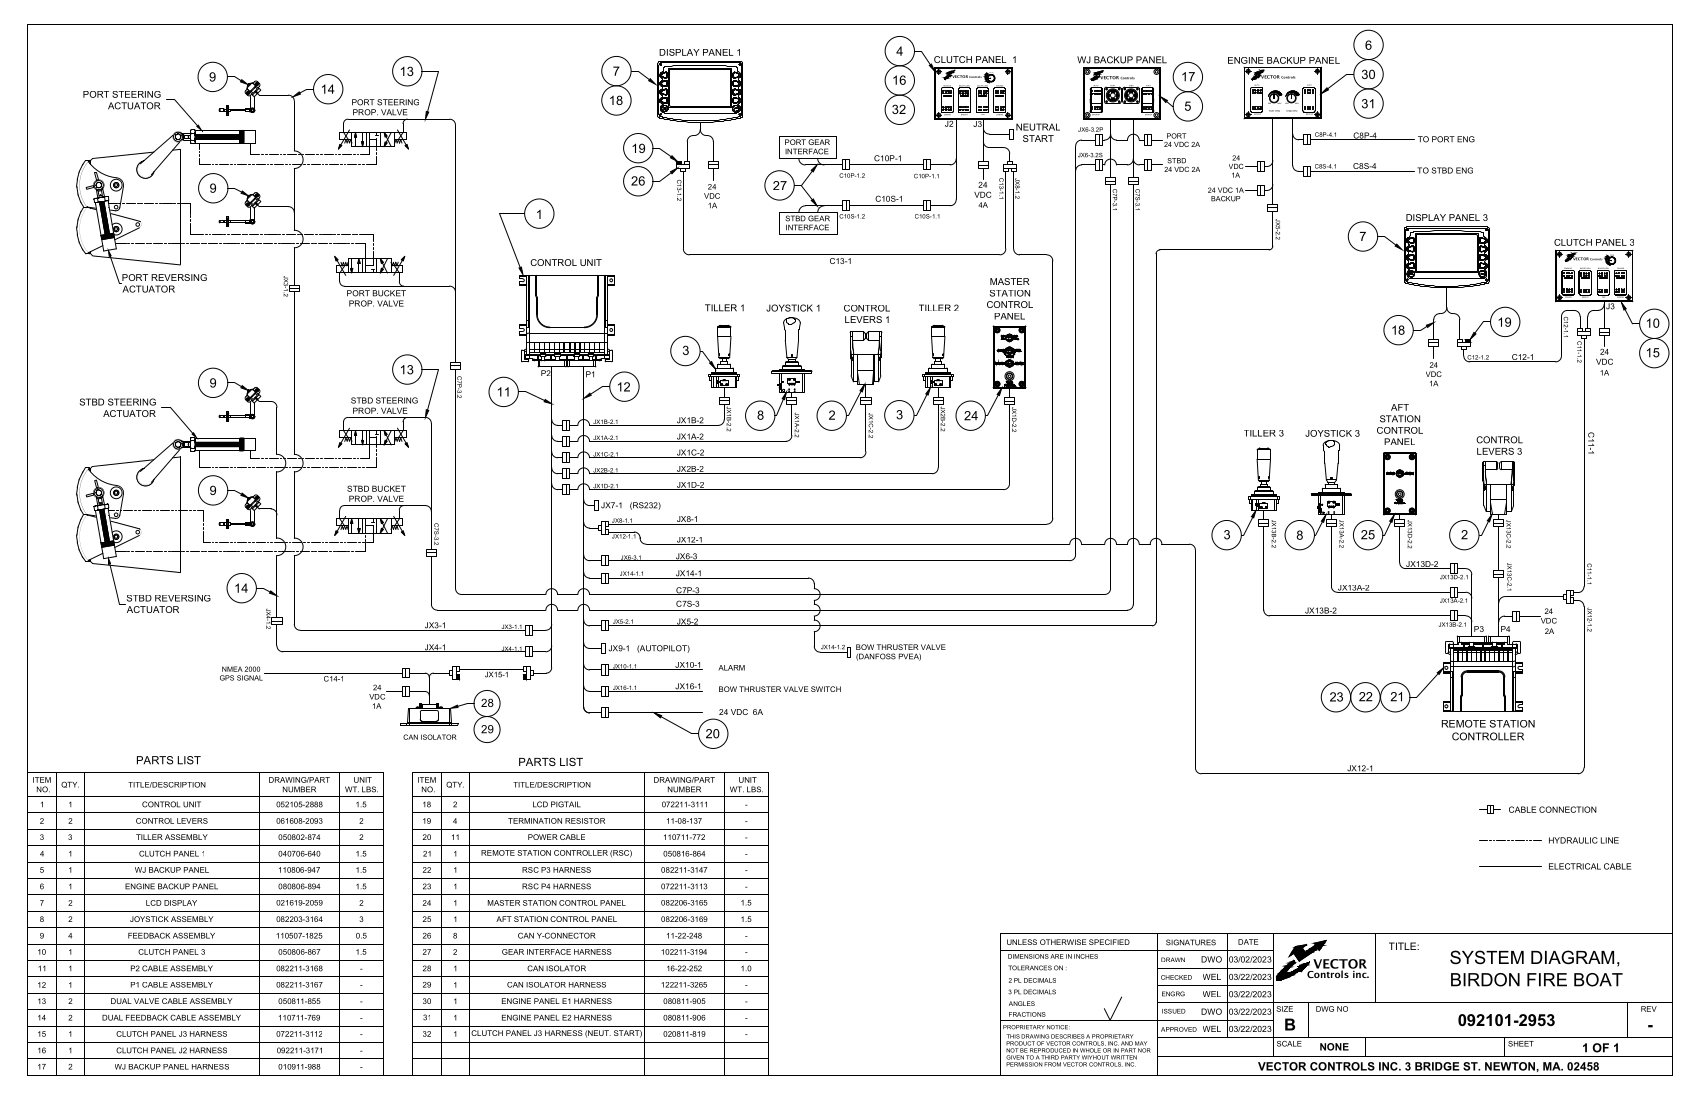 DISPLAY PANEL 1
7
18
19
26
C13-1.2
24
VDC
1A
4
16
32
CLUTCH PANEL 1
VECTOR Controls
J2
J3
NEUTRAL
START
24
VDC
4A
C13-1.1
JX8-1.2
C13-1
PORT GEAR
INTERFACE
STBD GEAR
INTERFACE
27
C10P-1
C10P-1.2
C10P-1.1
C10S-1
C10S-1.2
C10S-1.1
WJ BACKUP PANEL
VECTOR Controls
17
5
JX6-3.2P
JX6-3.2S
PORT
24 VDC 2A
STBD
24 VDC 2A
C7P-3.1
C7S-3.1
ENGINE BACKUP PANEL
VECTOR Controls
6
30
31
C8P-4.1
C8P-4
TO PORT ENG
C8S-4.1
C8S-4
TO STBD ENG
24
VDC
1A
24 VDC 1A
BACKUP
JX5-2.2
DISPLAY PANEL 3
7
18
19
24
VDC
1A
C12-1.2
C12-1
CLUTCH PANEL 3
VECTOR Controls
J3
C12-1.1
C11-1.2
24
VDC
1A
10
15
C11-1
C11-1.1
JX12-1.2
9
13
14
PORT STEERING
ACTUATOR
PORT STEERING
PROP. VALVE
9
PORT REVERSING
ACTUATOR
PORT BUCKET
PROP. VALVE
JX3-1.2
9
13
STBD STEERING
ACTUATOR
STBD STEERING
PROP. VALVE
9
STBD BUCKET
PROP. VALVE
14
STBD REVERSING
ACTUATOR
JX4-1.2
C7P-3.2
C7S-3.2
1
CONTROL UNIT
P2
P1
11
12
TILLER 1
3
JX1B-2.2
JOYSTICK 1
8
JX1A-2.2
CONTROL
LEVERS 1
2
JX1C-2.2
TILLER 2
3
JX2B-2.2
MASTER
STATION
CONTROL
PANEL
24
JX1D-2.2
JX1B-2.1
JX1B-2
JX1A-2.1
JX1A-2
JX1C-2.1
JX1C-2
JX2B-2.1
JX2B-2
JX1D-2.1
JX1D-2
JX7-1 (RS232)
JX8-1.1
JX8-1
JX12-1.1
JX12-1
JX6-3.1
JX6-3
JX14-1.1
JX14-1
C7P-3
C7S-3
JX5-2.1
JX5-2
JX3-1
JX3-1.1
JX4-1
JX4-1.1
JX9-1 (AUTOPILOT)
JX10-1.1
JX10-1
ALARM
JX16-1.1
JX16-1
BOW THRUSTER VALVE SWITCH
24 VDC 6A
20
JX14-1.2
BOW THRUSTER VALVE
(DANFOSS PVEA)
NMEA 2000
GPS SIGNAL
C14-1
JX15-1
24
VDC
1A
28
29
CAN ISOLATOR
TILLER 3
3
JX13B-2.2
JOYSTICK 3
8
JX13A-2.2
AFT
STATION
CONTROL
PANEL
25
JX13D-2.2
CONTROL
LEVERS 3
2
JX13C-2.2
JX13C-2.1
JX13D-2
JX13D-2.1
JX13A-2
JX13A-2.1
JX13B-2
JX13B-2.1
P3
P4
24
VDC
2A
23
22
21
REMOTE STATION
CONTROLLER
JX12-1
CABLE CONNECTION
HYDRAULIC LINE
ELECTRICAL CABLE
PARTS LIST
ITEM NO. QTY. TITLE/DESCRIPTION DRAWING/PART NUMBER UNIT WT. LBS.
1 1 CONTROL UNIT 052105-2888 1.5
2 2 CONTROL LEVERS 061608-2093 2
3 3 TILLER ASSEMBLY 050802-874 2
4 1 CLUTCH PANEL 1 040706-640 1.5
5 1 WJ BACKUP PANEL 110806-947 1.5
6 1 ENGINE BACKUP PANEL 080806-894 1.5
7 2 LCD DISPLAY 021619-2059 2
8 2 JOYSTICK ASSEMBLY 082203-3164 3
9 4 FEEDBACK ASSEMBLY 110507-1825 0.5
10 1 CLUTCH PANEL 3 050806-867 1.5
11 1 P2 CABLE ASSEMBLY 082211-3168 -
12 1 P1 CABLE ASSEMBLY 082211-3167 -
13 2 DUAL VALVE CABLE ASSEMBLY 050811-855 -
14 2 DUAL FEEDBACK CABLE ASSEMBLY 110711-769 -
15 1 CLUTCH PANEL J3 HARNESS 072211-3112 -
16 1 CLUTCH PANEL J2 HARNESS 092211-3171 -
17 2 WJ BACKUP PANEL HARNESS 010911-988 -
PARTS LIST
ITEM NO. QTY. TITLE/DESCRIPTION DRAWING/PART NUMBER UNIT WT. LBS.
18 2 LCD PIGTAIL 072211-3111 -
19 4 TERMINATION RESISTOR 11-08-137 -
20 11 POWER CABLE 110711-772 -
21 1 REMOTE STATION CONTROLLER (RSC) 050816-864 -
22 1 RSC P3 HARNESS 082211-3147 -
23 1 RSC P4 HARNESS 072211-3113 -
24 1 MASTER STATION CONTROL PANEL 082206-3165 1.5
25 1 AFT STATION CONTROL PANEL 082206-3169 1.5
26 8 CAN Y-CONNECTOR 11-22-248 -
27 2 GEAR INTERFACE HARNESS 102211-3194 -
28 1 CAN ISOLATOR 16-22-252 1.0
29 1 CAN ISOLATOR HARNESS 122211-3265 -
30 1 ENGINE PANEL E1 HARNESS 080811-905 -
31 1 ENGINE PANEL E2 HARNESS 080811-906 -
32 1 CLUTCH PANEL J3 HARNESS (NEUT. START) 020811-819 -
UNLESS OTHERWISE SPECIFIED
DIMENSIONS ARE IN INCHES
TOLERANCES ON :
2 PL DECIMALS
3 PL DECIMALS
ANGLES
FRACTIONS
PROPRIETARY NOTICE:
THIS DRAWING DESCRIBES A PROPRIETARY
PRODUCT OF VECTOR CONTROLS, INC. AND MAY
NOT BE REPRODUCED IN WHOLE OR IN PART NOR
GIVEN TO A THIRD PARTY WIYHOUT WRITTEN
PERMISSION FROM VECTOR CONTROLS, INC.
SIGNATURES DATE
DRAWN DWO 03/02/2023
CHECKED WEL 03/22/2023
ENGRG WEL 03/22/2023
ISSUED DWO 03/22/2023
APPROVED WEL 03/22/2023
VECTOR
Controls inc.
TITLE:
SYSTEM DIAGRAM,
BIRDON FIRE BOAT
SIZE
B
DWG NO
092101-2953
REV
-
SCALE NONE
SHEET 1 OF 1
VECTOR CONTROLS INC. 3 BRIDGE ST. NEWTON, MA. 02458